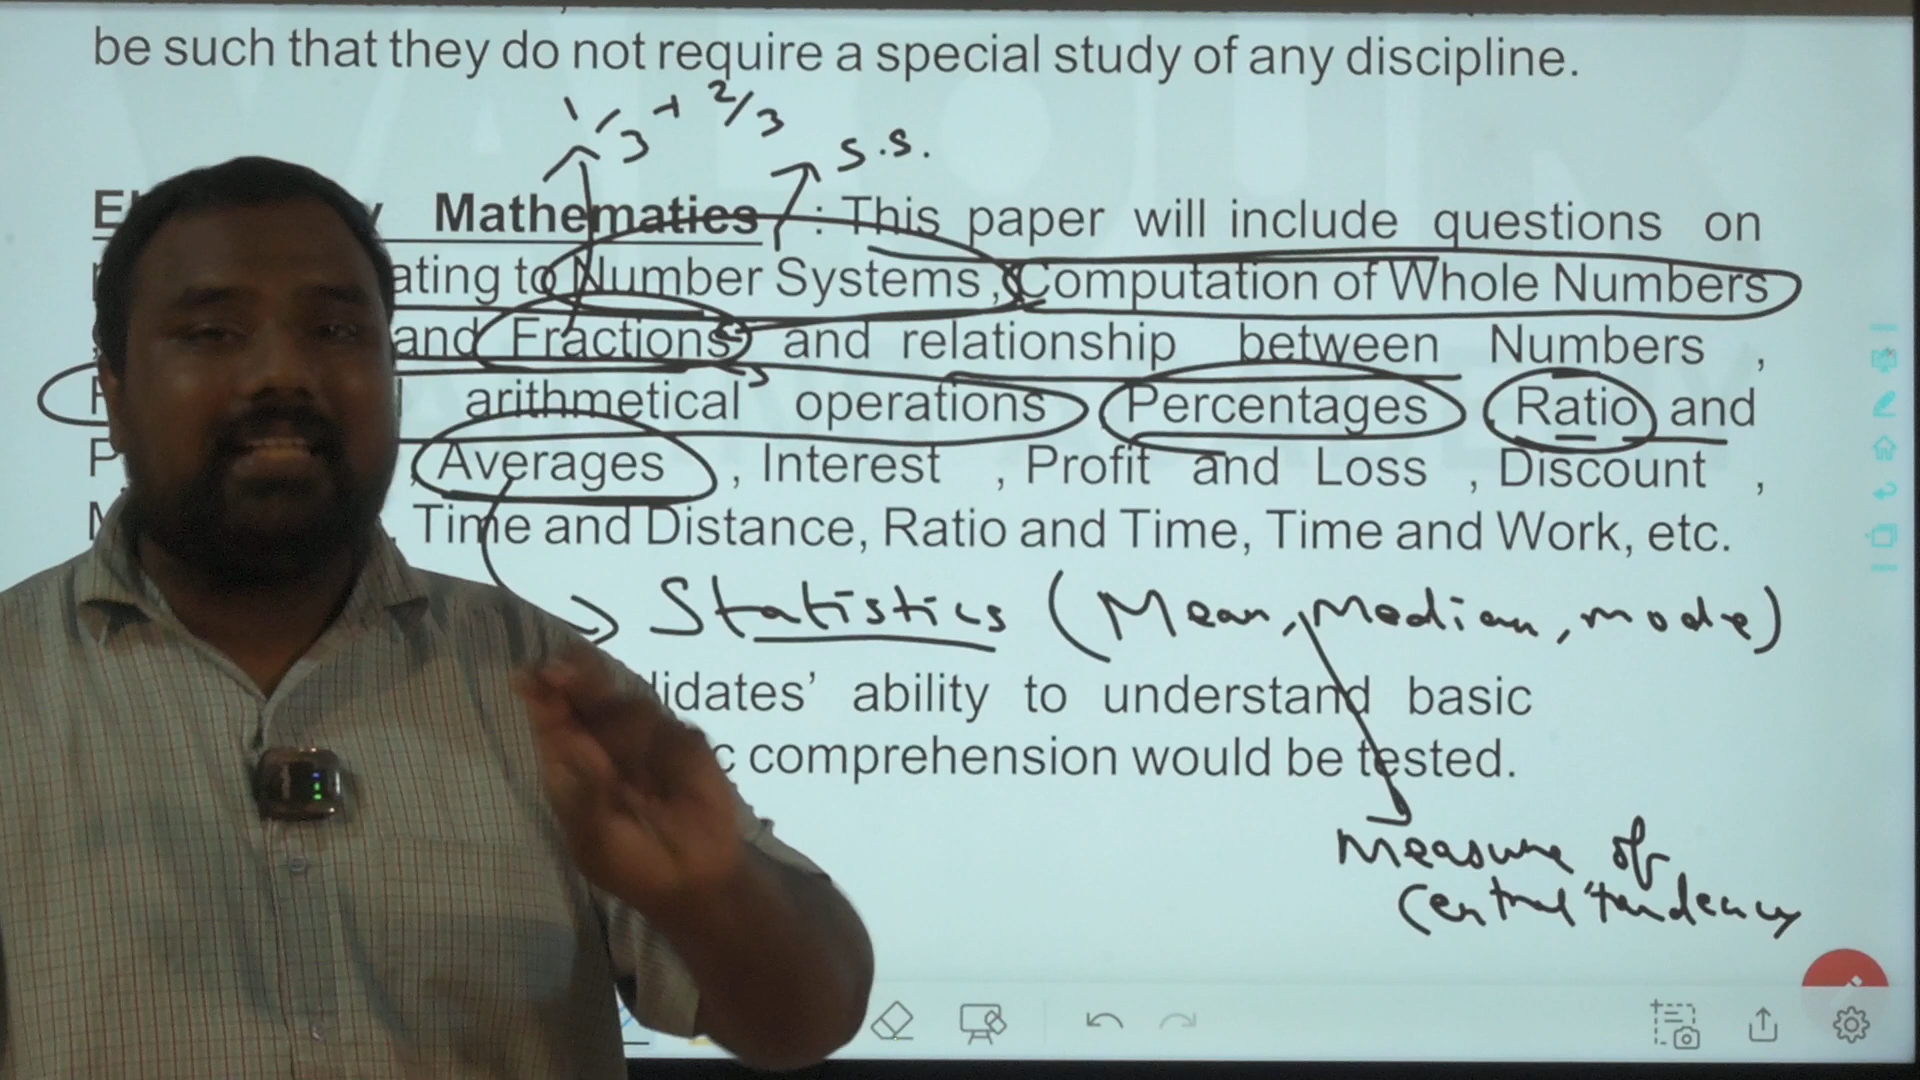 be such that they do not require a special study of any discipline.
1/3 + 2/3
s.s.
Mathematics : This paper will include questions on
ating to Number Systems, Computation of Whole Numbers
and Fractions and relationship between Numbers ,
arithmetical operations Percentages Ratio and
Averages , Interest , Profit and Loss , Discount ,
Time and Distance, Ratio and Time, Time and Work, etc.
→ Statistics (Mean, Median, mode)
didates’ ability to understand basic
c comprehension would be tested.
Measure of
Central tendency